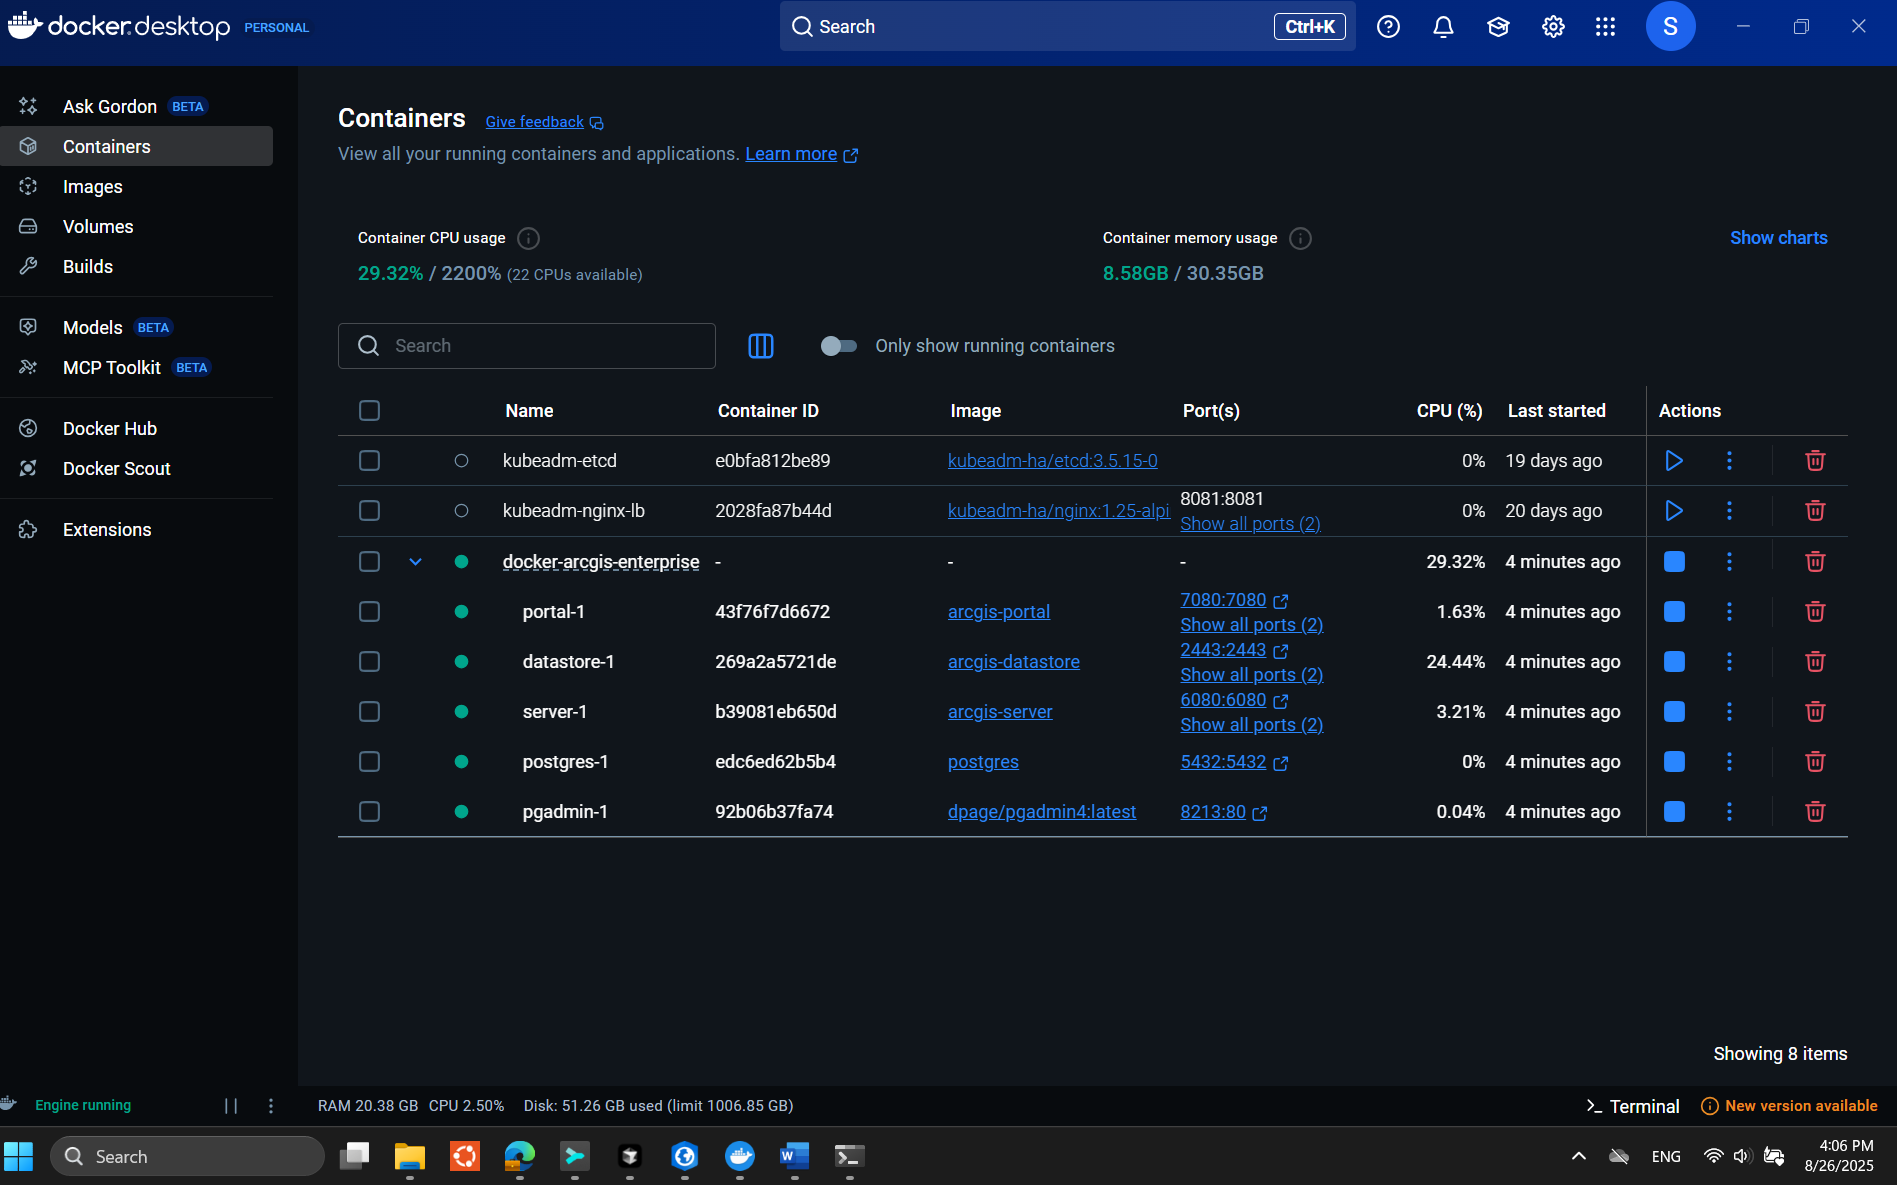 docker.desktop PERSONAL
Search Ctrl+K
S
Ask Gordon BETA
Containers
Images
Volumes
Builds
Models BETA
MCP Toolkit BETA
Docker Hub
Docker Scout
Extensions
Containers Give feedback
View all your running containers and applications. Learn more
Container CPU usage
29.32% / 2200% (22 CPUs available)
Container memory usage
8.58GB / 30.35GB
Show charts
Search
Only show running containers
Name Container ID Image Port(s) CPU (%) Last started Actions
kubeadm-etcd e0bfa812be89 kubeadm-ha/etcd:3.5.15-0 0% 19 days ago
kubeadm-nginx-lb 2028fa87b44d kubeadm-ha/nginx:1.25-alpi 8081:8081 0% 20 days ago
Show all ports (2)
docker-arcgis-enterprise - - - 29.32% 4 minutes ago
portal-1 43f76f7d6672 arcgis-portal 7080:7080 1.63% 4 minutes ago
Show all ports (2)
datastore-1 269a2a5721de arcgis-datastore 2443:2443 24.44% 4 minutes ago
Show all ports (2)
server-1 b39081eb650d arcgis-server 6080:6080 3.21% 4 minutes ago
Show all ports (2)
postgres-1 edc6ed62b5b4 postgres 5432:5432 0% 4 minutes ago
pgadmin-1 92b06b37fa74 dpage/pgadmin4:latest 8213:80 0.04% 4 minutes ago
Showing 8 items
Engine running
RAM 20.38 GB CPU 2.50% Disk: 51.26 GB used (limit 1006.85 GB)
Terminal
New version available
Search
W
ENG
4:06 PM
8/26/2025